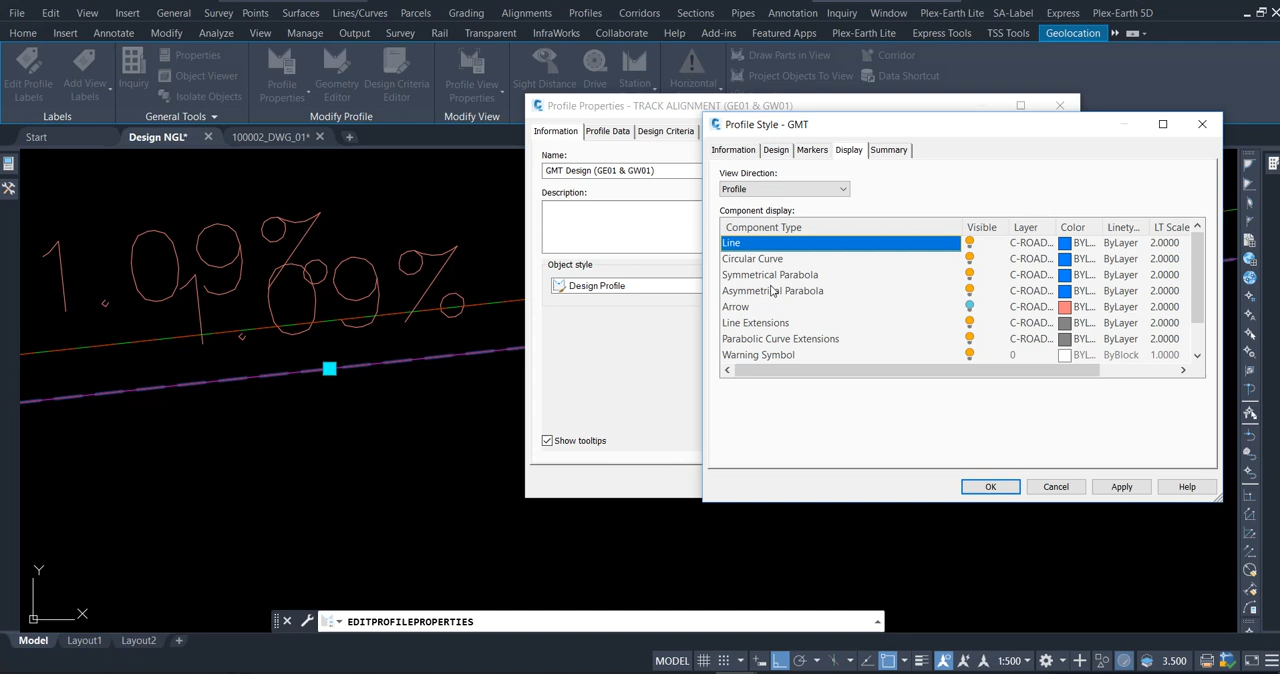 File Edit View Insert General Survey Points Surfaces Lines/Curves Parcels Grading Alignments Profiles Corridors Sections Pipes Annotation Inquiry Window Plex-Earth Lite SA-Label Express Plex-Earth 5D
Home Insert Annotate Modify Analyze View Manage Output Survey Rail Transparent InfraWorks Collaborate Help Add-ins Featured Apps Plex-Earth Lite Express Tools TSS Tools Geolocation
Edit Profile Labels
Add View Labels
Inquiry
Properties
Object Viewer
Isolate Objects
Profile Properties
Geometry Editor
Design Criteria Editor
Profile View Properties
Sight Distance
Drive
Station
Horizontal
Draw Parts in View
Project Objects To View
Corridor
Data Shortcut
Labels
General Tools
Modify Profile
Modify View
Start
Design NGL*
100002_DWG_01*
Profile Properties - TRACK ALIGNMENT (GE01 & GW01)
Information Profile Data Design Criteria
Name:
GMT Design (GE01 & GW01)
Description:
Object style
Design Profile
Show tooltips
Profile Style - GMT
Information Design Markers Display Summary
View Direction:
Profile
Component display:
Component Type Visible Layer Color Linety... LT Scale
Line C-ROAD... BYL... ByLayer 2.0000
Circular Curve C-ROAD... BYL... ByLayer 2.0000
Symmetrical Parabola C-ROAD... BYL... ByLayer 2.0000
Asymmetrical Parabola C-ROAD... BYL... ByLayer 2.0000
Arrow C-ROAD... BYL... ByLayer 2.0000
Line Extensions C-ROAD... BYL... ByLayer 2.0000
Parabolic Curve Extensions C-ROAD... BYL... ByLayer 2.0000
Warning Symbol 0 BYL... ByBlock 1.0000
OK Cancel Apply Help
1.09%
Y
X
EDITPROFILEPROPERTIES
Model Layout1 Layout2
MODEL 1:500 3.500